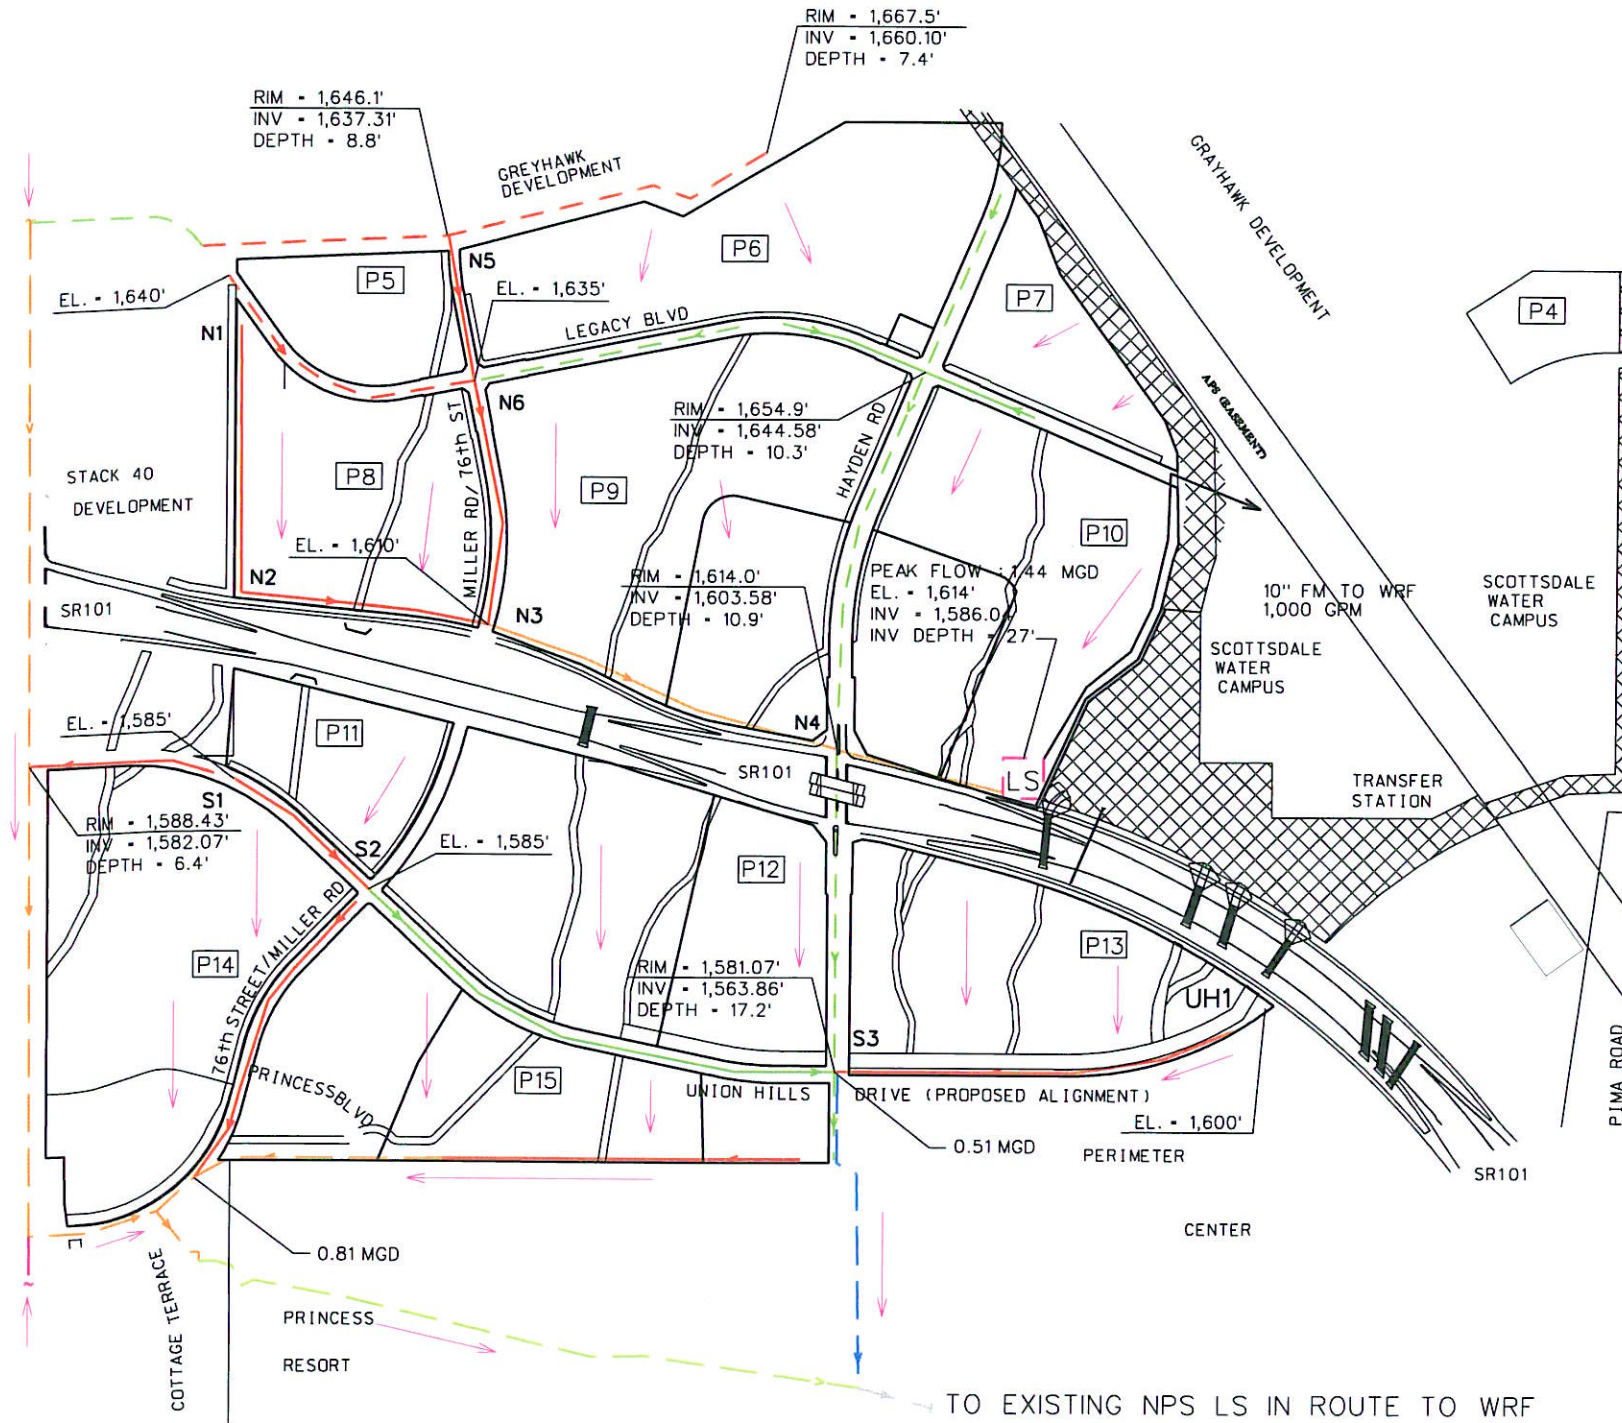 RIM - 1,667.5'
INV - 1,660.10'
DEPTH - 7.4'
RIM - 1,646.1'
INV - 1,637.31'
DEPTH - 8.8'
GREYHAWK
DEVELOPMENT
GRAYHAWK DEVELOPMENT
P6
N5
P5
EL. - 1,640'
EL. - 1,635'
P7
P4
N1
LEGACY BLVD
N6
APS (EASEMENT)
RIM - 1,654.9'
INV - 1,644.58'
DEPTH - 10.3'
HAYDEN RD
STACK 40
DEVELOPMENT
P8
P9
MILLER RD/ 76th ST
P10
EL. - 1,610'
N2
SR101
N3
RIM - 1,614.0'
INV - 1,603.58'
DEPTH - 10.9'
PEAK FLOW : 1.44 MGD
EL. - 1,614'
INV - 1,586.0
INV DEPTH - 27'
10" FM TO WRF
1,000 GPM
SCOTTSDALE
WATER
CAMPUS
SCOTTSDALE
WATER
CAMPUS
EL. - 1,585'
P11
N4
SR101
LS
TRANSFER
STATION
S1
RIM - 1,588.43'
INV - 1,582.07'
DEPTH - 6.4'
S2
EL. - 1,585'
P12
P14
76th STREET/MILLER RD
P13
RIM - 1,581.07'
INV - 1,563.86'
DEPTH - 17.2'
UH1
S3
PRINCESS BLVD
P15
UNION HILLS
DRIVE (PROPOSED ALIGNMENT)
EL. - 1,600'
PIMA ROAD
0.51 MGD
PERIMETER
SR101
CENTER
0.81 MGD
COTTAGE TERRACE
PRINCESS
RESORT
TO EXISTING NPS LS IN ROUTE TO WRF